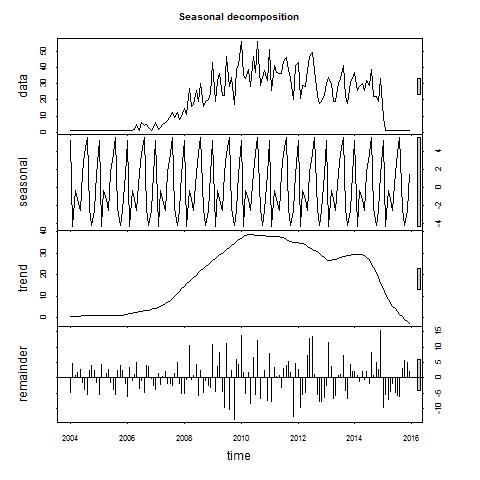 Seasonal decomposition
data
0 10 20 30 40 50
seasonal
-4 -2 0 2 4
trend
0 10 20 30 40
remainder
-10 -5 0 5 10 15
2004 2006 2008 2010 2012 2014 2016
time